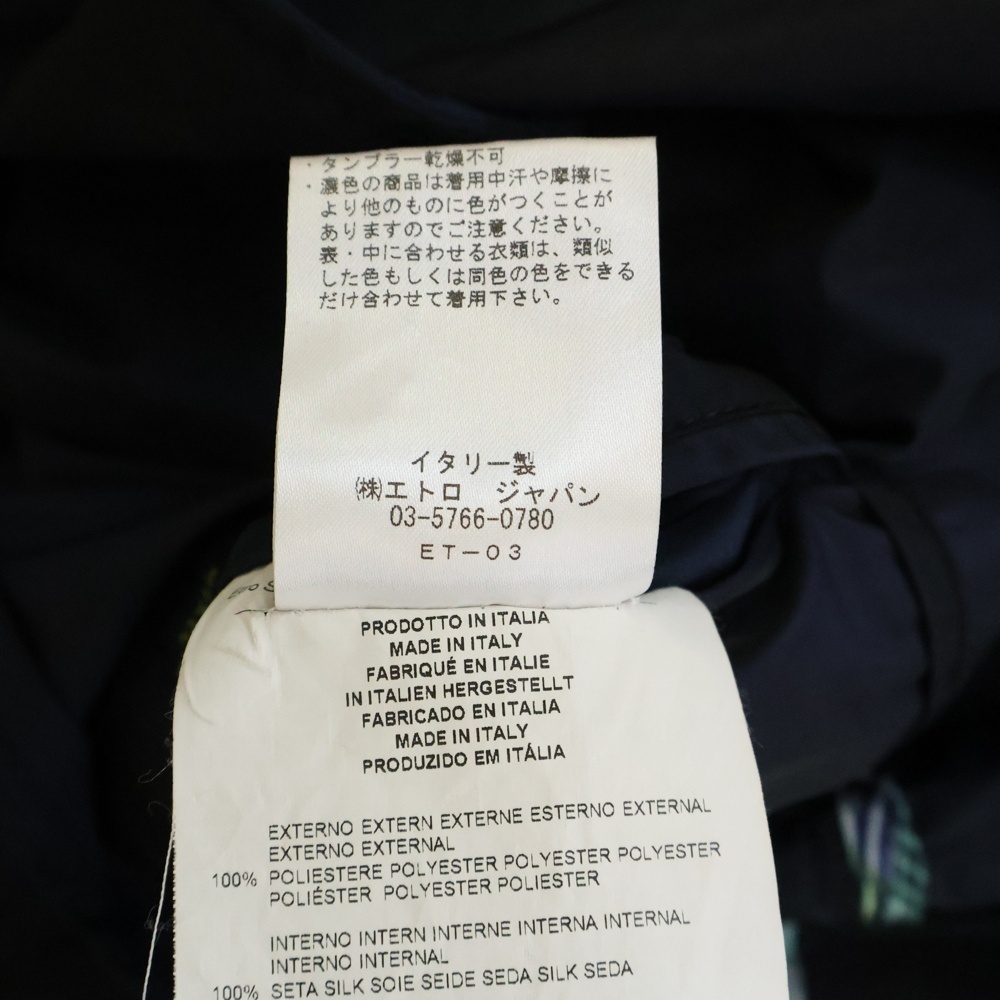 ・タンブラー乾燥不可
・濃色の商品は着用中汗や摩擦に
より他のものに色がつくことが
ありますのでご注意ください。
表・中に合わせる衣類は、類似
した色もしくは同色の色をできる
だけ合わせて着用下さい。
イタリー製
㈱エトロ ジャパン
03-5766-0780
ET-03
PRODOTTO IN ITALIA
MADE IN ITALY
FABRIQUÉ EN ITALIE
IN ITALIEN HERGESTELLT
FABRICADO EN ITALIA
MADE IN ITALY
PRODUZIDO EM ITÁLIA
EXTERNO EXTERN EXTERNE ESTERNO EXTERNAL
EXTERNO EXTERNAL
100% POLIESTERE POLYESTER POLYESTER POLYESTER
POLIÉSTER POLYESTER POLIESTER
INTERNO INTERN INTERNE INTERNA INTERNAL
INTERNO INTERNAL
100% SETA SILK SOIE SEIDE SEDA SILK SEDA